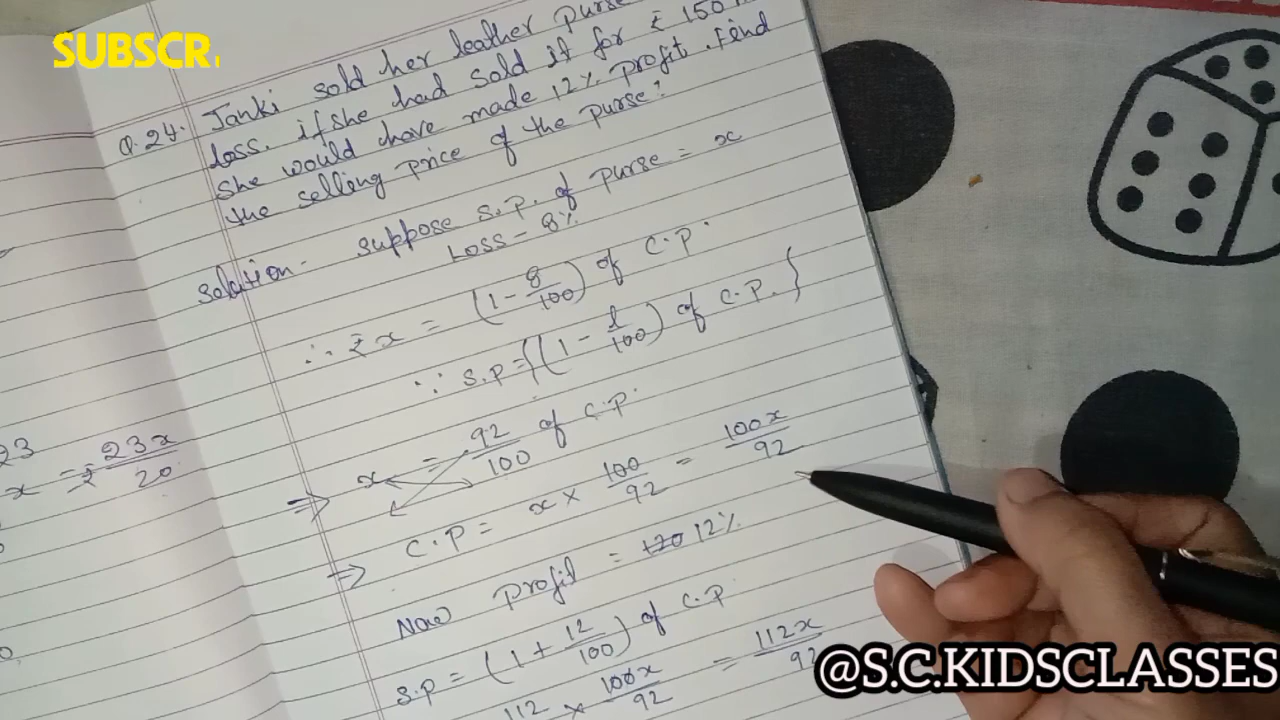 SUBSCR
Q.24. Janki sold her leather purse
loss. if she had sold it for ₹ 150
She would have made 12% profit. Find
the selling price of the purse?
Solution- suppose S.P. of purse = x
Loss - 8%
∴ ₹ x = (1 - 8/100) of C.P.
∵ S.P = {(1 - l/100) of C.P.}
⇒ x = 92/100 of C.P.
⇒ C.P = x × 100/92 = 100x/92
Now profit = 12%
S.P = (1 + 12/100) of C.P
112 × 100x/92 = 112x/92
23
x = ₹ 23x/20
@S.C.KIDSCLASSES